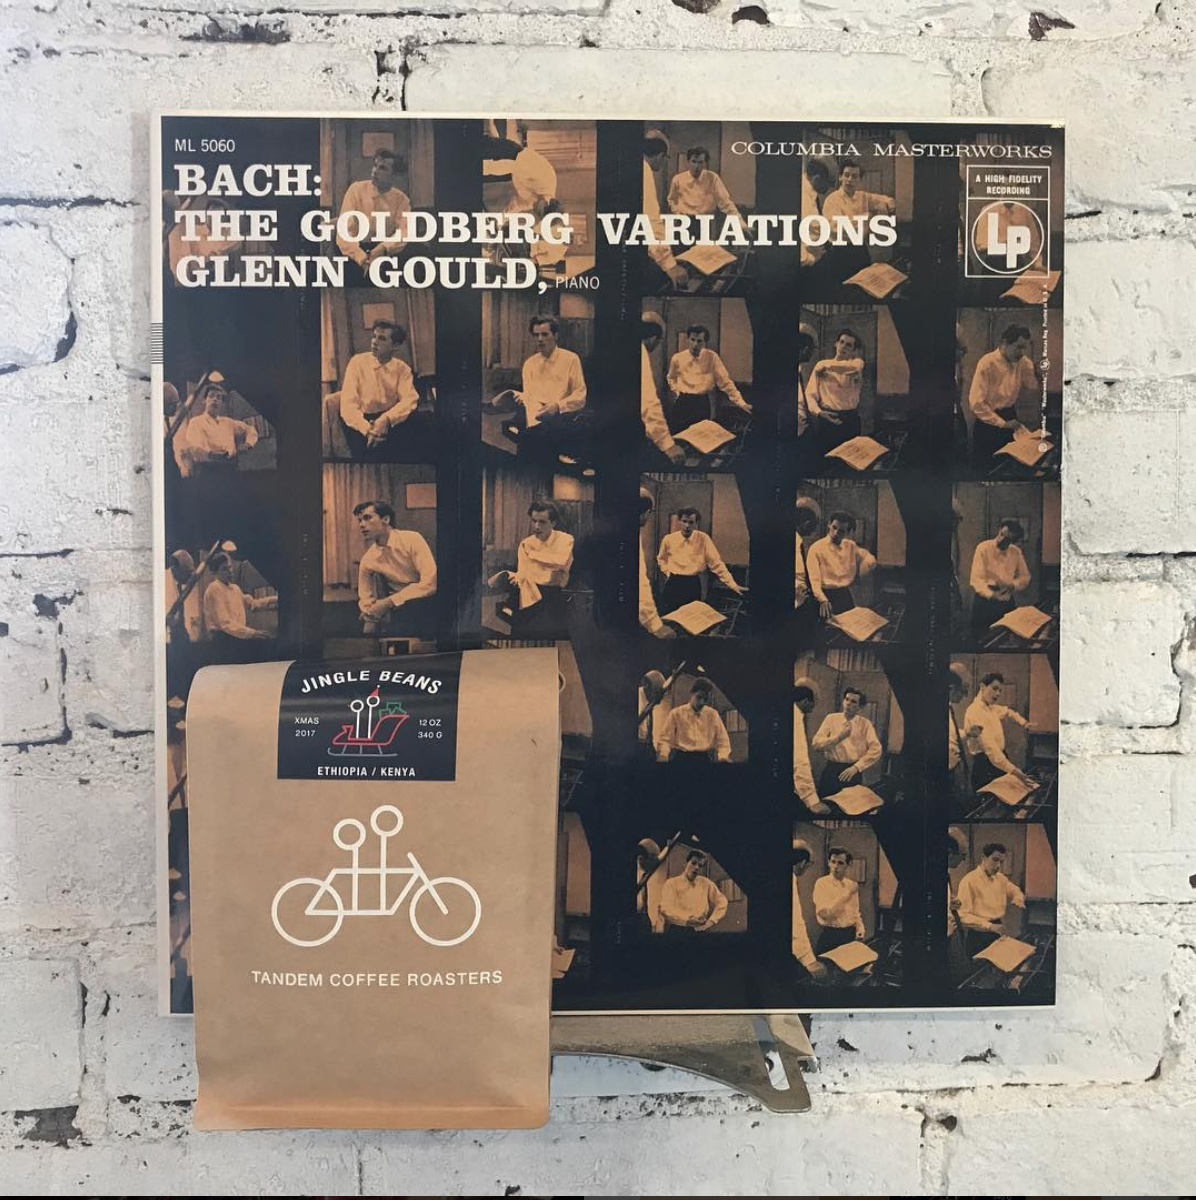 ML 5060
COLUMBIA MASTERWORKS
BACH:
THE GOLDBERG VARIATIONS
GLENN GOULD, PIANO
A HIGH FIDELITY
RECORDING
Lp
JINGLE BEANS
XMAS
2017
12 OZ
340 G
ETHIOPIA / KENYA
TANDEM COFFEE ROASTERS